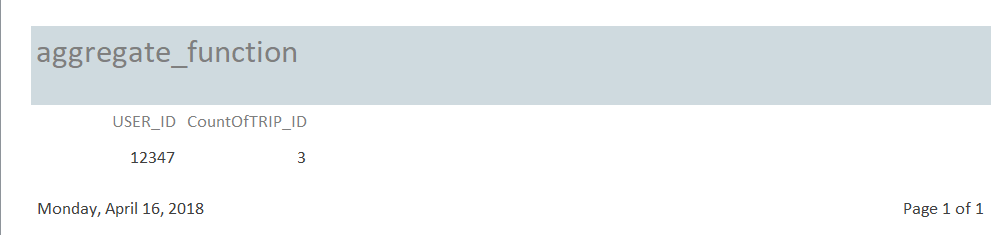 aggregate_function
USER_ID CountOfTRIP_ID
12347 3
Monday, April 16, 2018 Page 1 of 1